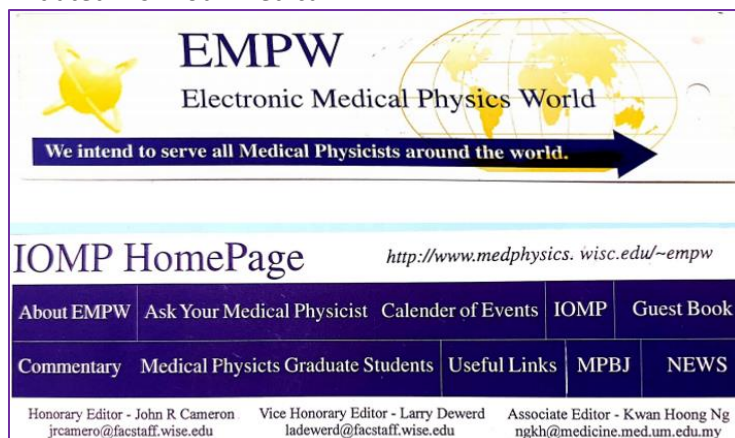 EMPW
Electronic Medical Physics World
We intend to serve all Medical Physicists around the world.
IOMP HomePage http://www.medphysics. wisc.edu/~empw
About EMPW Ask Your Medical Physicist Calender of Events IOMP Guest Book
Commentary Medical Physicts Graduate Students Useful Links MPBJ NEWS
Honorary Editor - John R Cameron Vice Honorary Editor - Larry Dewerd Associate Editor - Kwan Hoong Ng
jrcamero@facstaff.wise.edu ladewerd@facstaff.wise.edu ngkh@medicine.med.um.edu.my